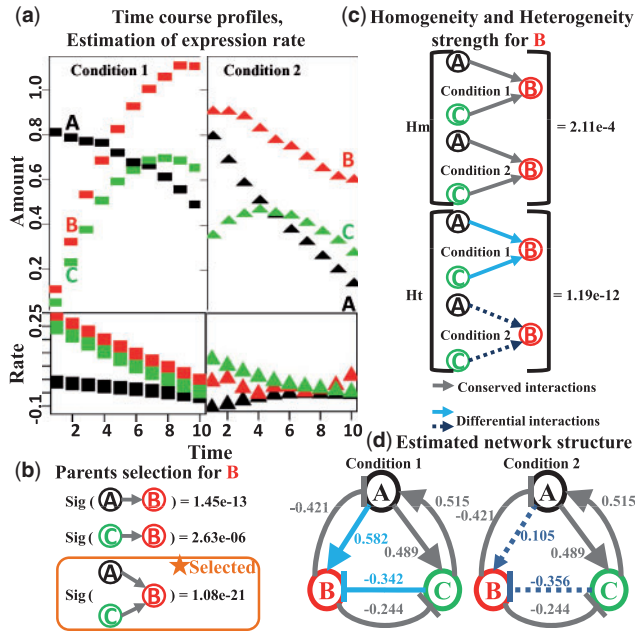 (a) Time course profiles,
Estimation of expression rate
Condition 1
Condition 2
Amount
1.0
0.8
0.6
0.4
0.2
A
B
C
B
C
A
Rate
0.25
-0.1
2 4 6 8 10
2 4 6 8 10
Time
(b) Parents selection for B
Sig ( A B ) = 1.45e-13
Sig ( C B ) = 2.63e-06
Selected
Sig ( A C B ) = 1.08e-21
(c) Homogeneity and Heterogeneity
strength for B
Hm
A
Condition 1
B
C
A
Condition 2
B
C
= 2.11e-4
Ht
A
Condition 1
B
C
A
Condition 2
B
C
= 1.19e-12
Conserved interactions
Differential interactions
(d) Estimated network structure
Condition 1
A
-0.421
0.515
0.582
0.489
B
-0.342
C
-0.244
Condition 2
A
-0.421
0.515
0.105
0.489
B
-0.356
C
-0.244